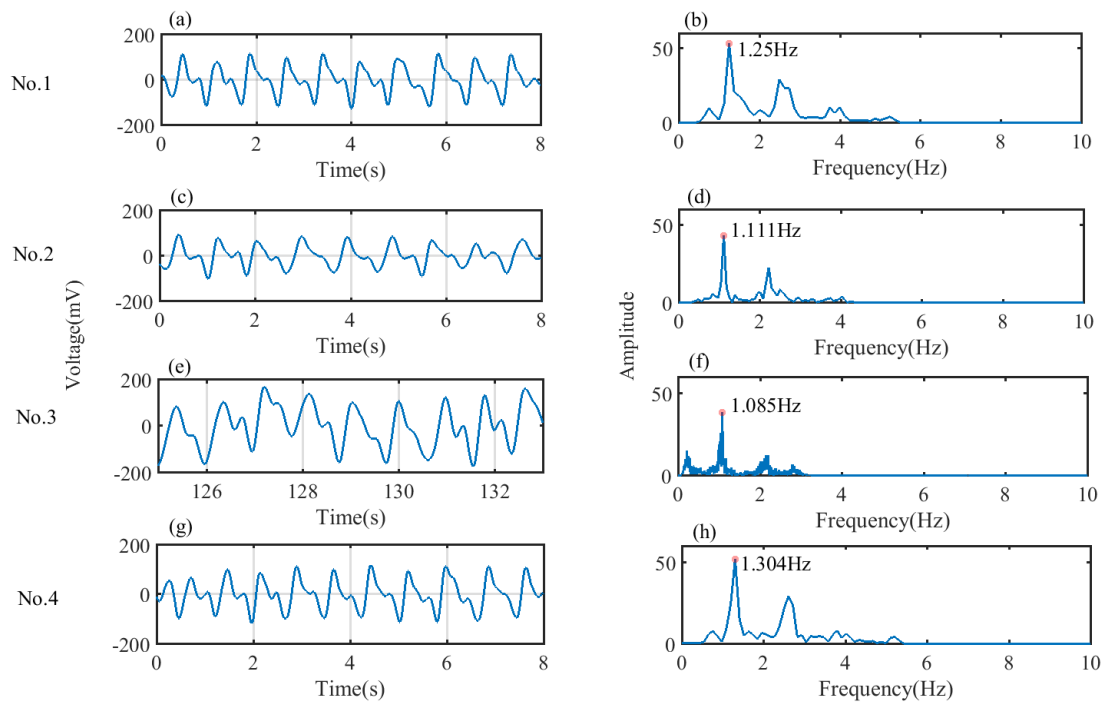 (a)
(b)
No.1
200
0
-200
0 2 4 6 8
Time(s)
50
0
1.25Hz
0 2 4 6 8 10
Frequency(Hz)
(c)
(d)
No.2
200
0
-200
0 2 4 6 8
Time(s)
50
0
1.111Hz
0 2 4 6 8 10
Frequency(Hz)
Voltage(mV)
Amplitude
(e)
(f)
No.3
200
0
-200
126 128 130 132
Time(s)
50
0
1.085Hz
0 2 4 6 8 10
Frequency(Hz)
(g)
(h)
No.4
200
0
-200
0 2 4 6 8
Time(s)
50
0
1.304Hz
0 2 4 6 8 10
Frequency(Hz)